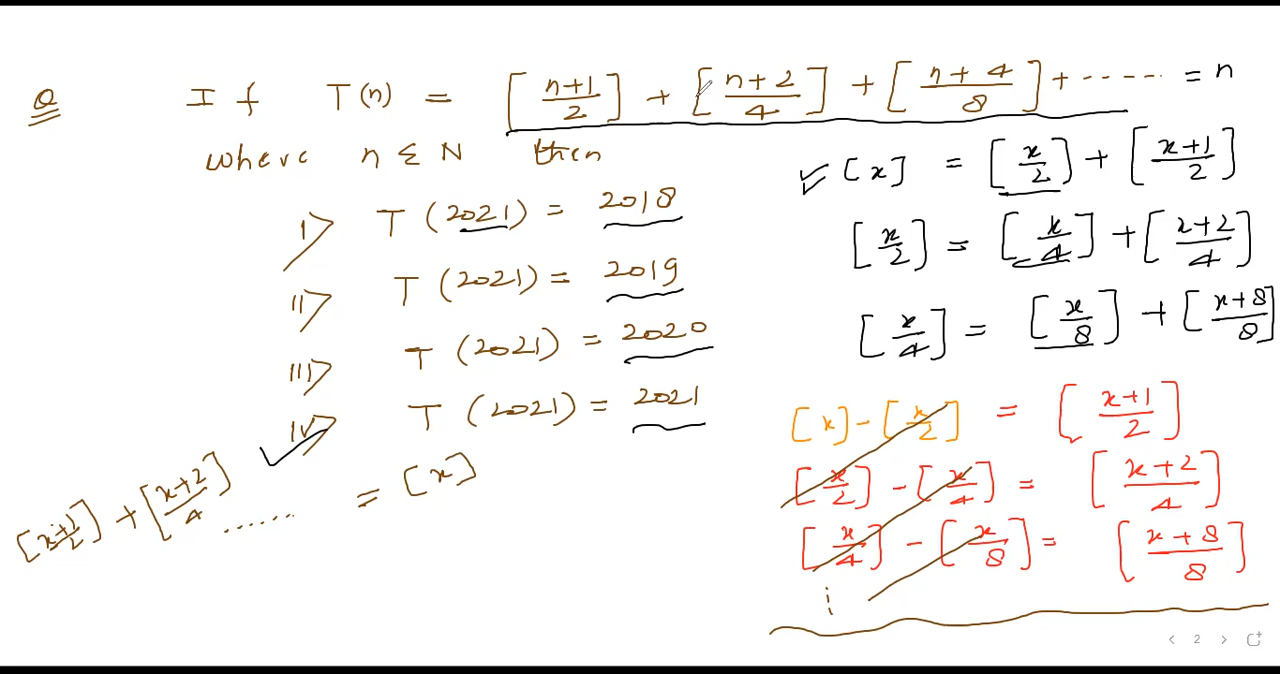 Q If T(n) = [n+1/2] + [n+2/4] + [n+4/8] + ...... = n
where n ∈ N then
I> T(2021) = 2018
II> T(2021) = 2019
III> T(2021) = 2020
IV> T(2021) = 2021
[x+1/2] + [x+2/4] ...... = [x]
✓ [x] = [x/2] + [x+1/2]
[x/2] = [x/4] + [x+2/4]
[x/4] = [x/8] + [x+8/8]
[x] - [x/2] = [x+1/2]
[x/2] - [x/4] = [x+2/4]
[x/4] - [x/8] = [x+8/8]
⋮
< 2 >